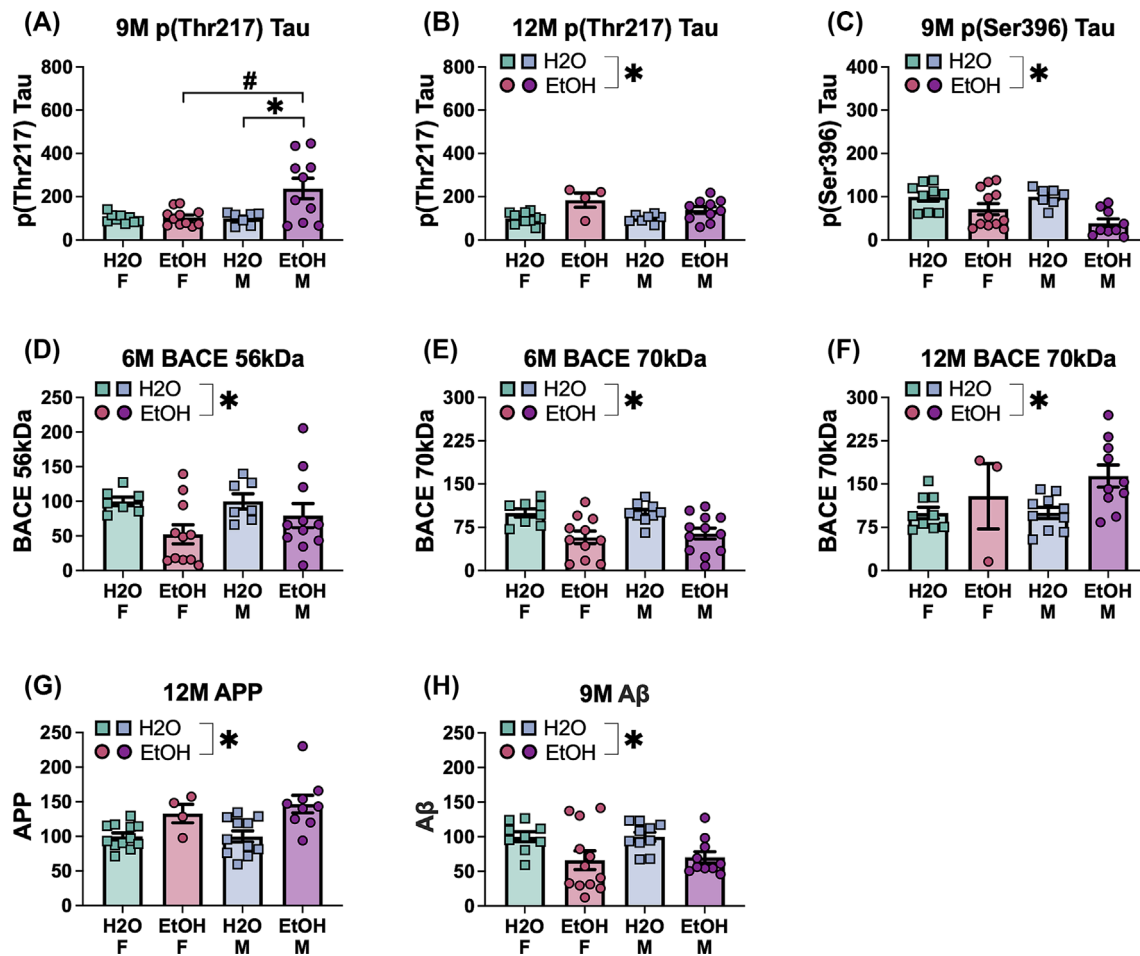 (A)
9M p(Thr217) Tau
p(Thr217) Tau
800
600
400
200
0
#
*
H2O F
EtOH F
H2O M
EtOH M
(B)
12M p(Thr217) Tau
H2O
EtOH
*
p(Thr217) Tau
800
600
400
200
0
H2O F
EtOH F
H2O M
EtOH M
(C)
9M p(Ser396) Tau
H2O
EtOH
*
p(Ser396) Tau
400
300
200
100
0
H2O F
EtOH F
H2O M
EtOH M
(D)
6M BACE 56kDa
H2O
EtOH
*
BACE 56kDa
250
200
150
100
50
0
H2O F
EtOH F
H2O M
EtOH M
(E)
6M BACE 70kDa
H2O
EtOH
*
BACE 70kDa
300
225
150
75
0
H2O F
EtOH F
H2O M
EtOH M
(F)
12M BACE 70kDa
H2O
EtOH
*
BACE 70kDa
300
225
150
75
0
H2O F
EtOH F
H2O M
EtOH M
(G)
12M APP
H2O
EtOH
*
APP
250
200
150
100
50
0
H2O F
EtOH F
H2O M
EtOH M
(H)
9M Aβ
H2O
EtOH
*
Aβ
250
200
150
100
50
0
H2O F
EtOH F
H2O M
EtOH M